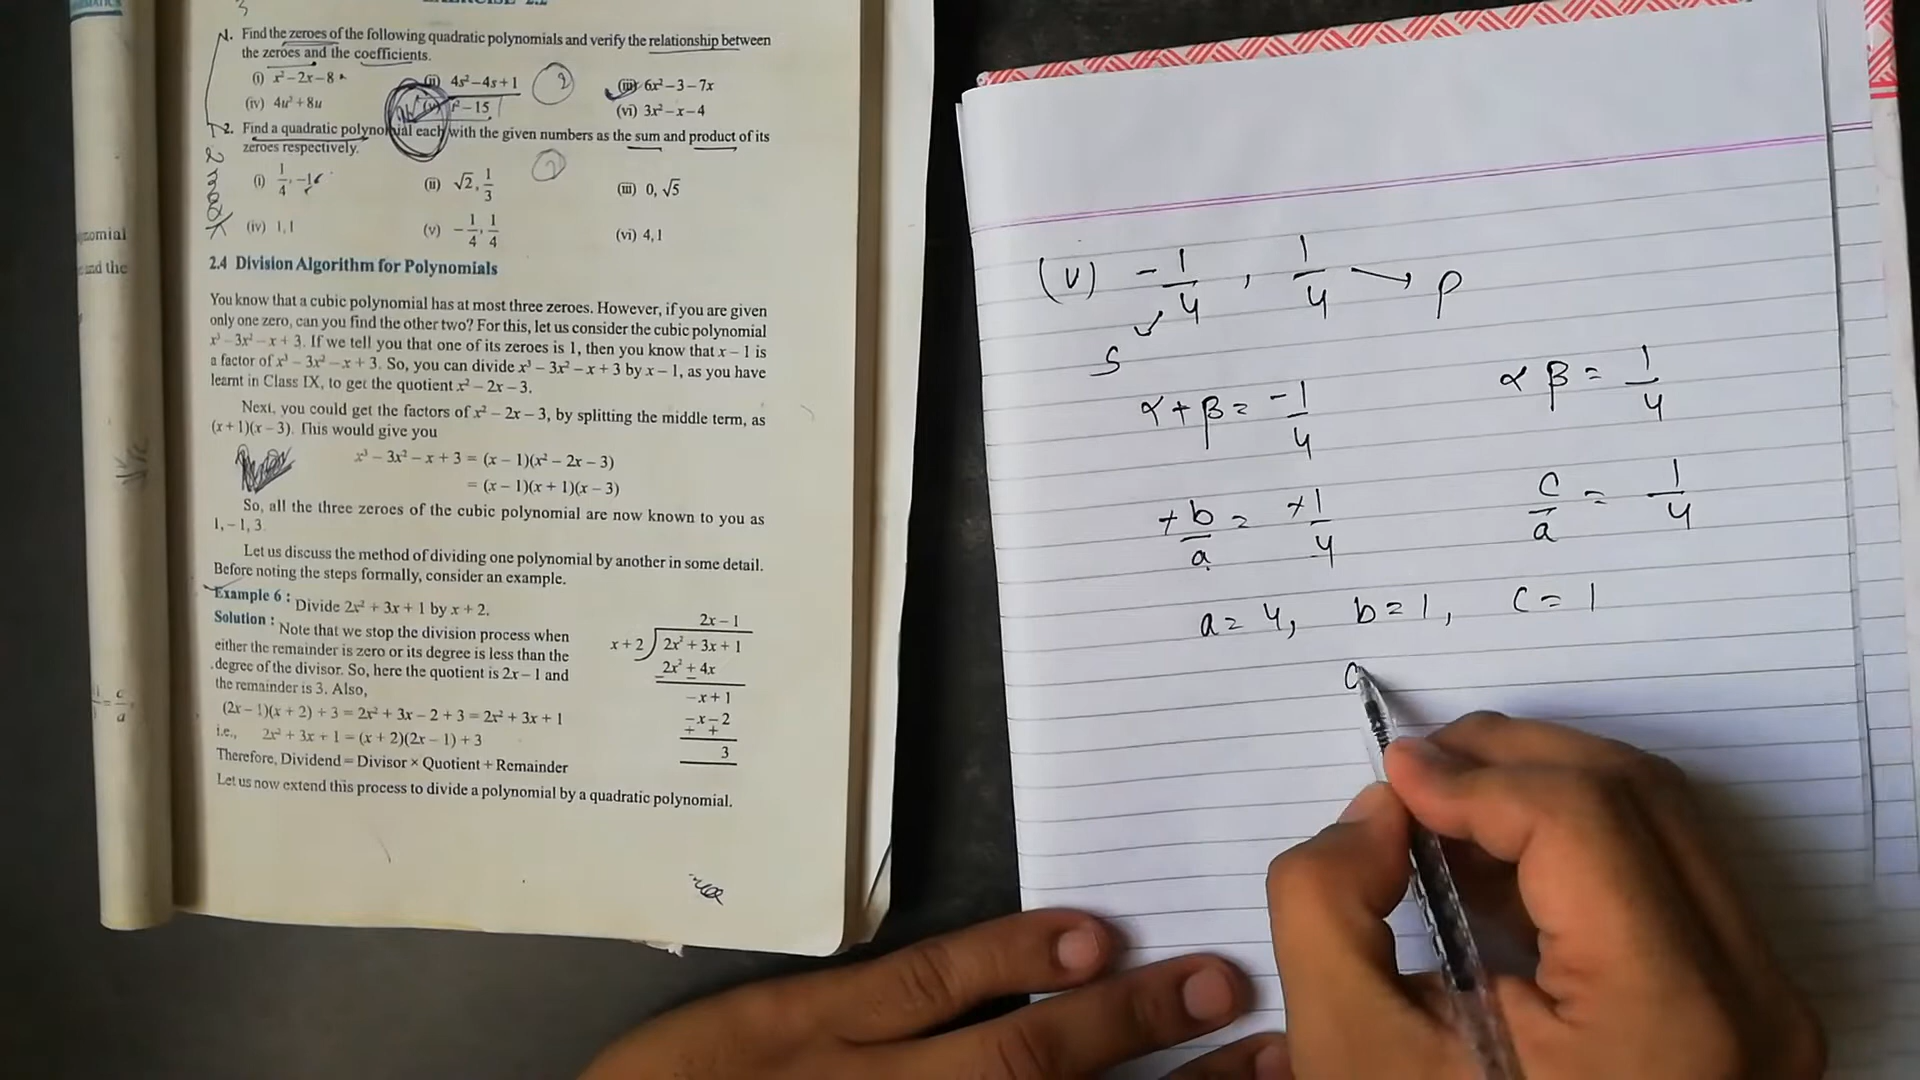 EXERCISE 2.2
1. Find the zeroes of the following quadratic polynomials and verify the relationship between
the zeroes and the coefficients.
(i) x² – 2x – 8
(ii) 4s² – 4s + 1
(iii) 6x² – 3 – 7x
(iv) 4u² + 8u
(v) t² – 15
(vi) 3x² – x – 4
2. Find a quadratic polynomial each with the given numbers as the sum and product of its
zeroes respectively.
(i) 1/4, –1
(ii) √2, 1/3
(iii) 0, √5
(iv) 1, 1
(v) –1/4, 1/4
(vi) 4, 1
2.4 Division Algorithm for Polynomials
You know that a cubic polynomial has at most three zeroes. However, if you are given
only one zero, can you find the other two? For this, let us consider the cubic polynomial
x³ – 3x² – x + 3. If we tell you that one of its zeroes is 1, then you know that x – 1 is
a factor of x³ – 3x² – x + 3. So, you can divide x³ – 3x² – x + 3 by x – 1, as you have
learnt in Class IX, to get the quotient x² – 2x – 3.
Next, you could get the factors of x² – 2x – 3, by splitting the middle term, as
(x + 1)(x – 3). This would give you
x³ – 3x² – x + 3 = (x – 1)(x² – 2x – 3)
= (x – 1)(x + 1)(x – 3)
So, all the three zeroes of the cubic polynomial are now known to you as
1, – 1, 3.
Let us discuss the method of dividing one polynomial by another in some detail.
Before noting the steps formally, consider an example.
Example 6 : Divide 2x² + 3x + 1 by x + 2.
Solution : Note that we stop the division process when
either the remainder is zero or its degree is less than the
degree of the divisor. So, here the quotient is 2x – 1 and
the remainder is 3. Also,
(2x – 1)(x + 2) + 3 = 2x² + 3x – 2 + 3 = 2x² + 3x + 1
i.e., 2x² + 3x + 1 = (x + 2)(2x – 1) + 3
Therefore, Dividend = Divisor × Quotient + Remainder
Let us now extend this process to divide a polynomial by a quadratic polynomial.
2x – 1
x + 2 ) 2x² + 3x + 1
2x² + 4x
– –
– x + 1
– x – 2
+ +
3
(v) -1/4 , 1/4 → P
S
α + β = -1/4
α β = 1/4
+b/a = +1/4
c/a = 1/4
a = 4, b = 1, c = 1